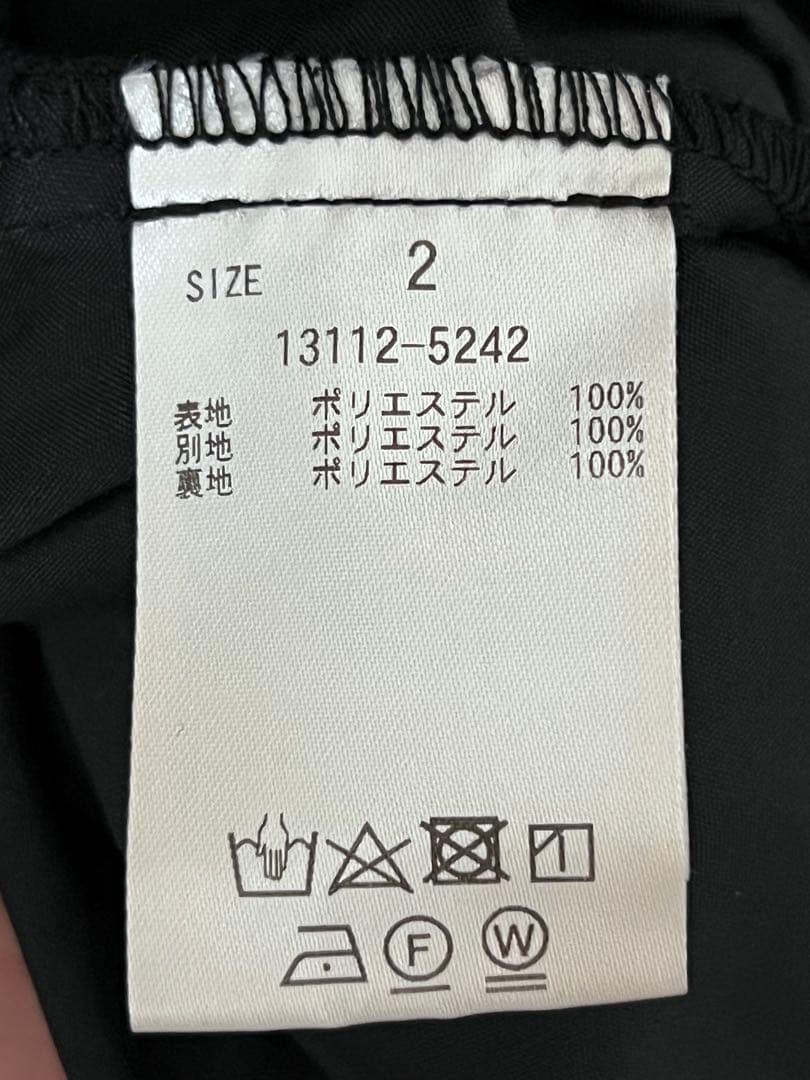 SIZE 2
13112-5242
表地 ポリエステル 100%
別地 ポリエステル 100%
裏地 ポリエステル 100%
F W